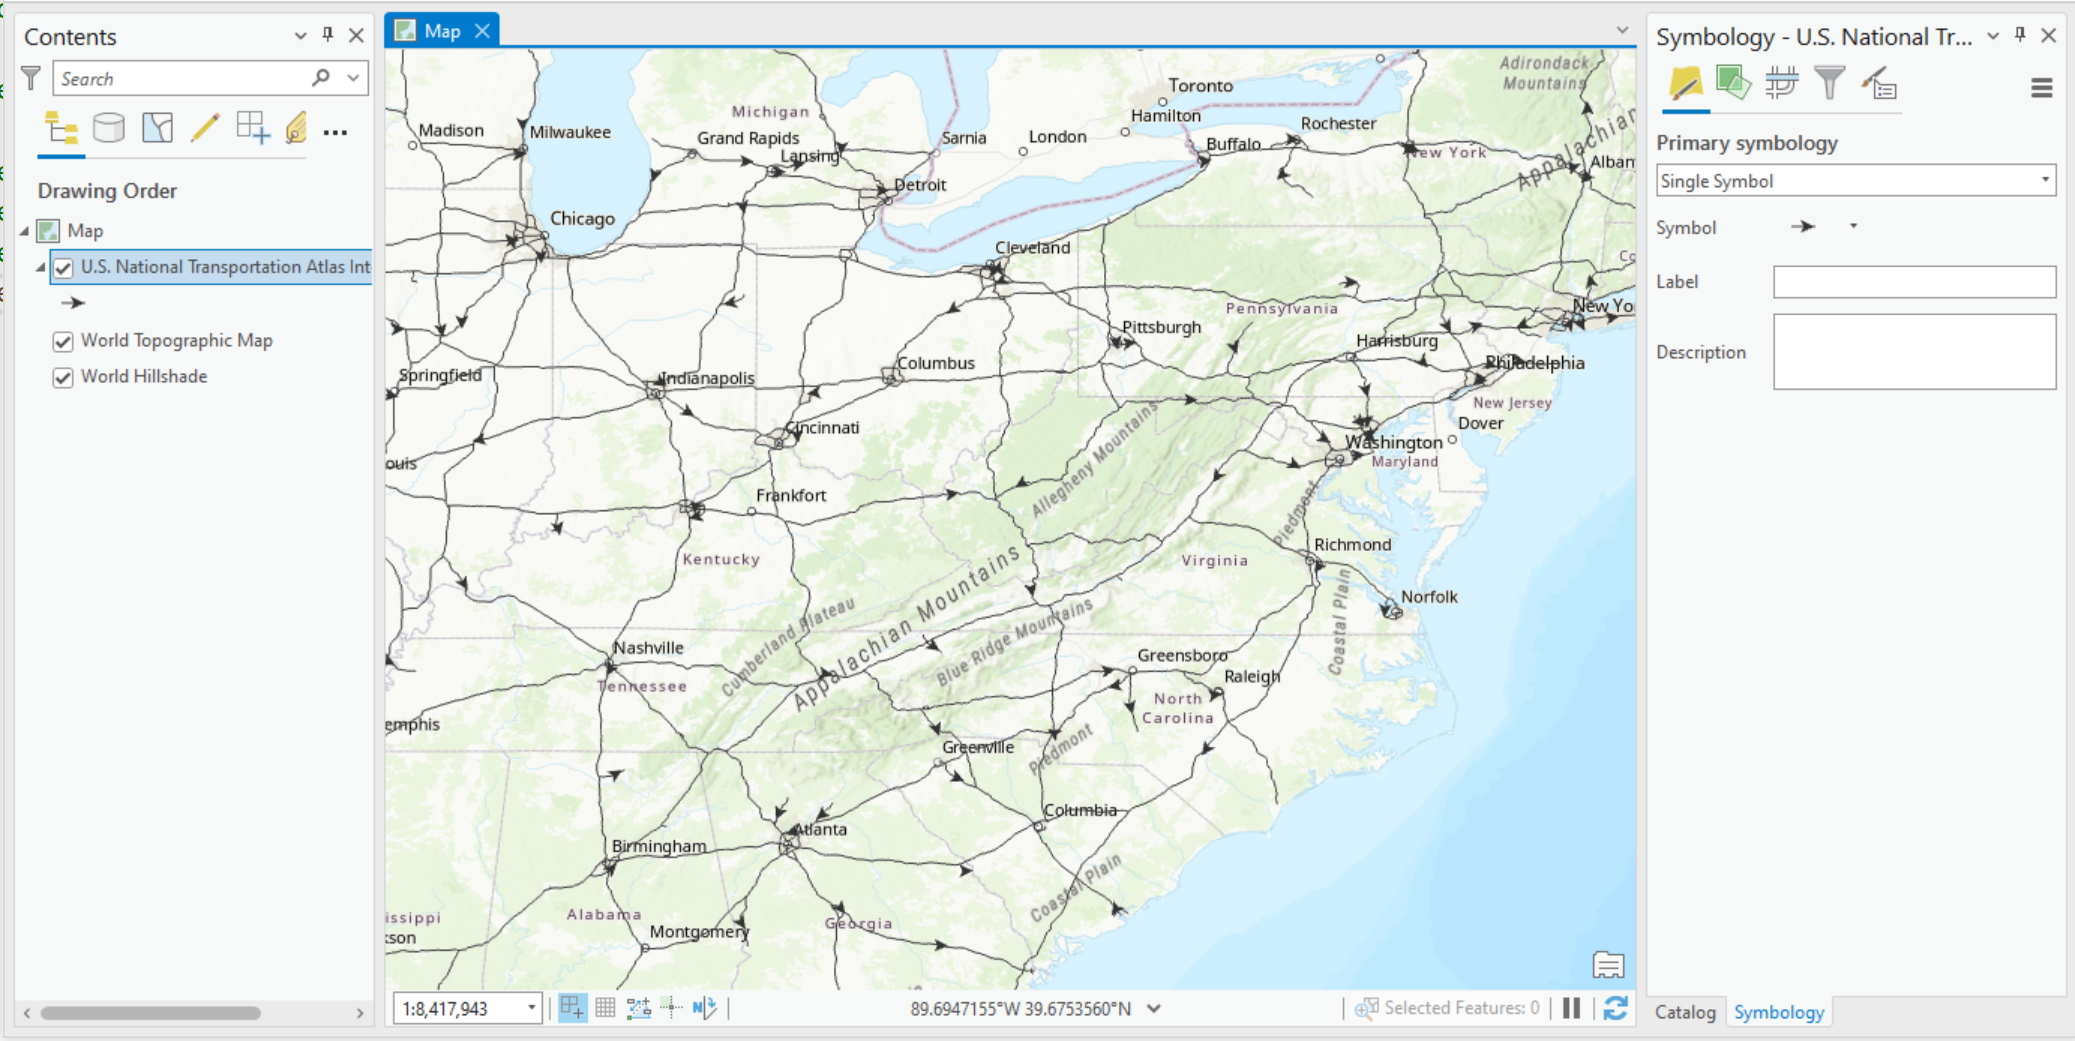 Contents
Search
Drawing Order
Map
U.S. National Transportation Atlas Int
World Topographic Map
World Hillshade
Map
Adirondack
Mountains
Toronto
Michigan
Hamilton
Madison
Milwaukee
Grand Rapids
Sarnia
London
Rochester
Lansing
Buffalo
New York
Appalachian
Alban
Detroit
Chicago
Cleveland
Co
Pennsylvania
New Yo
Pittsburgh
Harrisburg
Philadelphia
Springfield
Indianapolis
Columbus
New Jersey
Cincinnati
Dover
Allegheny Mountains
Washington
Maryland
ouis
Frankfort
Piedmont
Kentucky
Virginia
Richmond
Norfolk
Coastal Plain
Cumberland Plateau
Appalachian Mountains
Blue Ridge Mountains
Nashville
Tennessee
Greensboro
Raleigh
North
Carolina
emphis
Greenville
Piedmont
Columbia
Atlanta
Birmingham
Coastal Plain
issippi
Alabama
Georgia
kson
Montgomery
1:8,417,943
N
89.6947155°W 39.6753560°N
Selected Features: 0
Symbology - U.S. National Tr...
Primary symbology
Single Symbol
Symbol
Label
Description
Catalog
Symbology